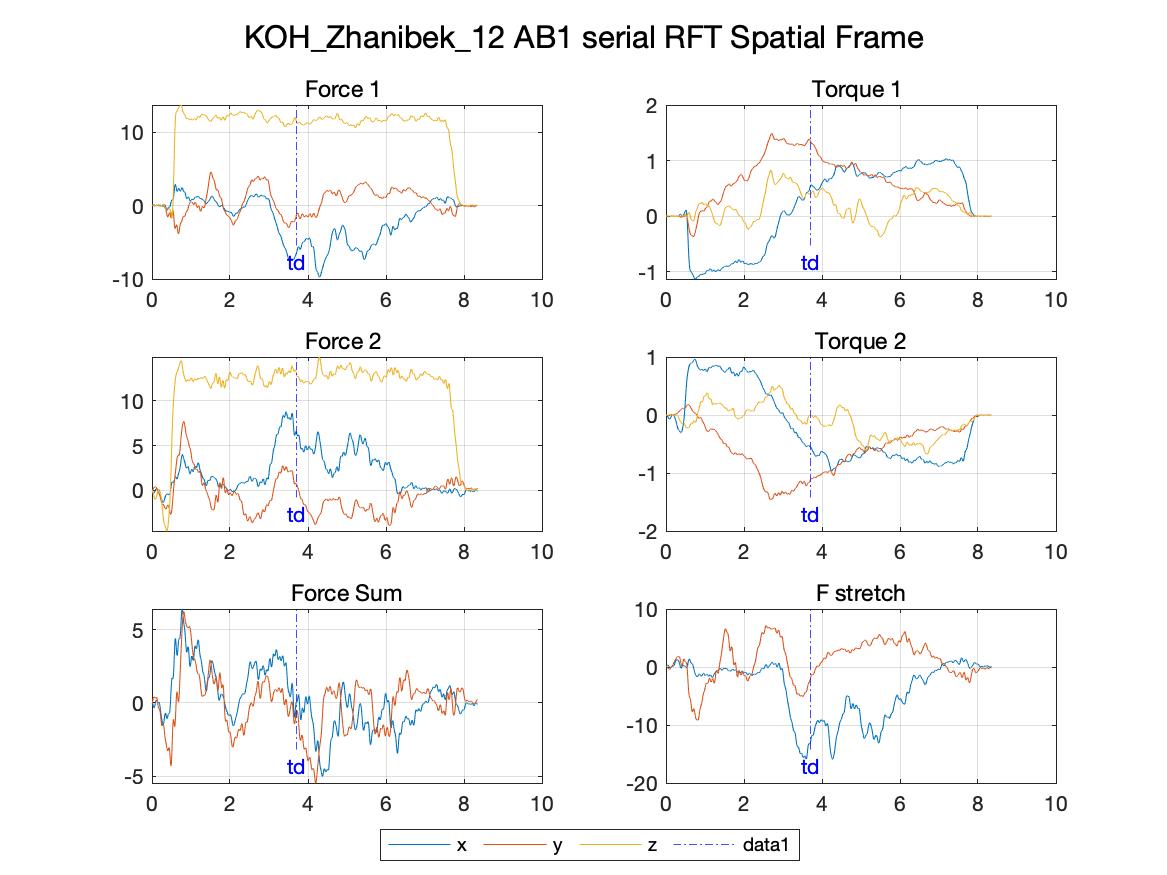 KOH_Zhanibek_12 AB1 serial RFT Spatial Frame
Force 1
10
0
-10
0 2 4 6 8 10
td
Torque 1
2
1
0
-1
0 2 4 6 8 10
td
Force 2
10
5
0
0 2 4 6 8 10
td
Torque 2
1
0
-1
-2
0 2 4 6 8 10
td
Force Sum
5
0
-5
0 2 4 6 8 10
td
F stretch
10
0
-10
-20
0 2 4 6 8 10
td
x y z data1